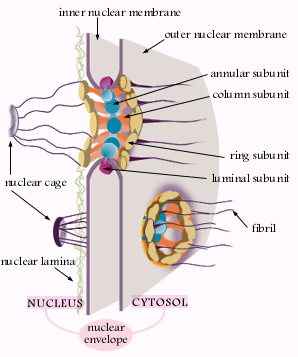 inner nuclear membrane
outer nuclear membrane
annular subunit
column subunit
ring subunit
luminal subunit
nuclear cage
fibril
nuclear lamina
NUCLEUS
CYTOSOL
nuclear
envelope